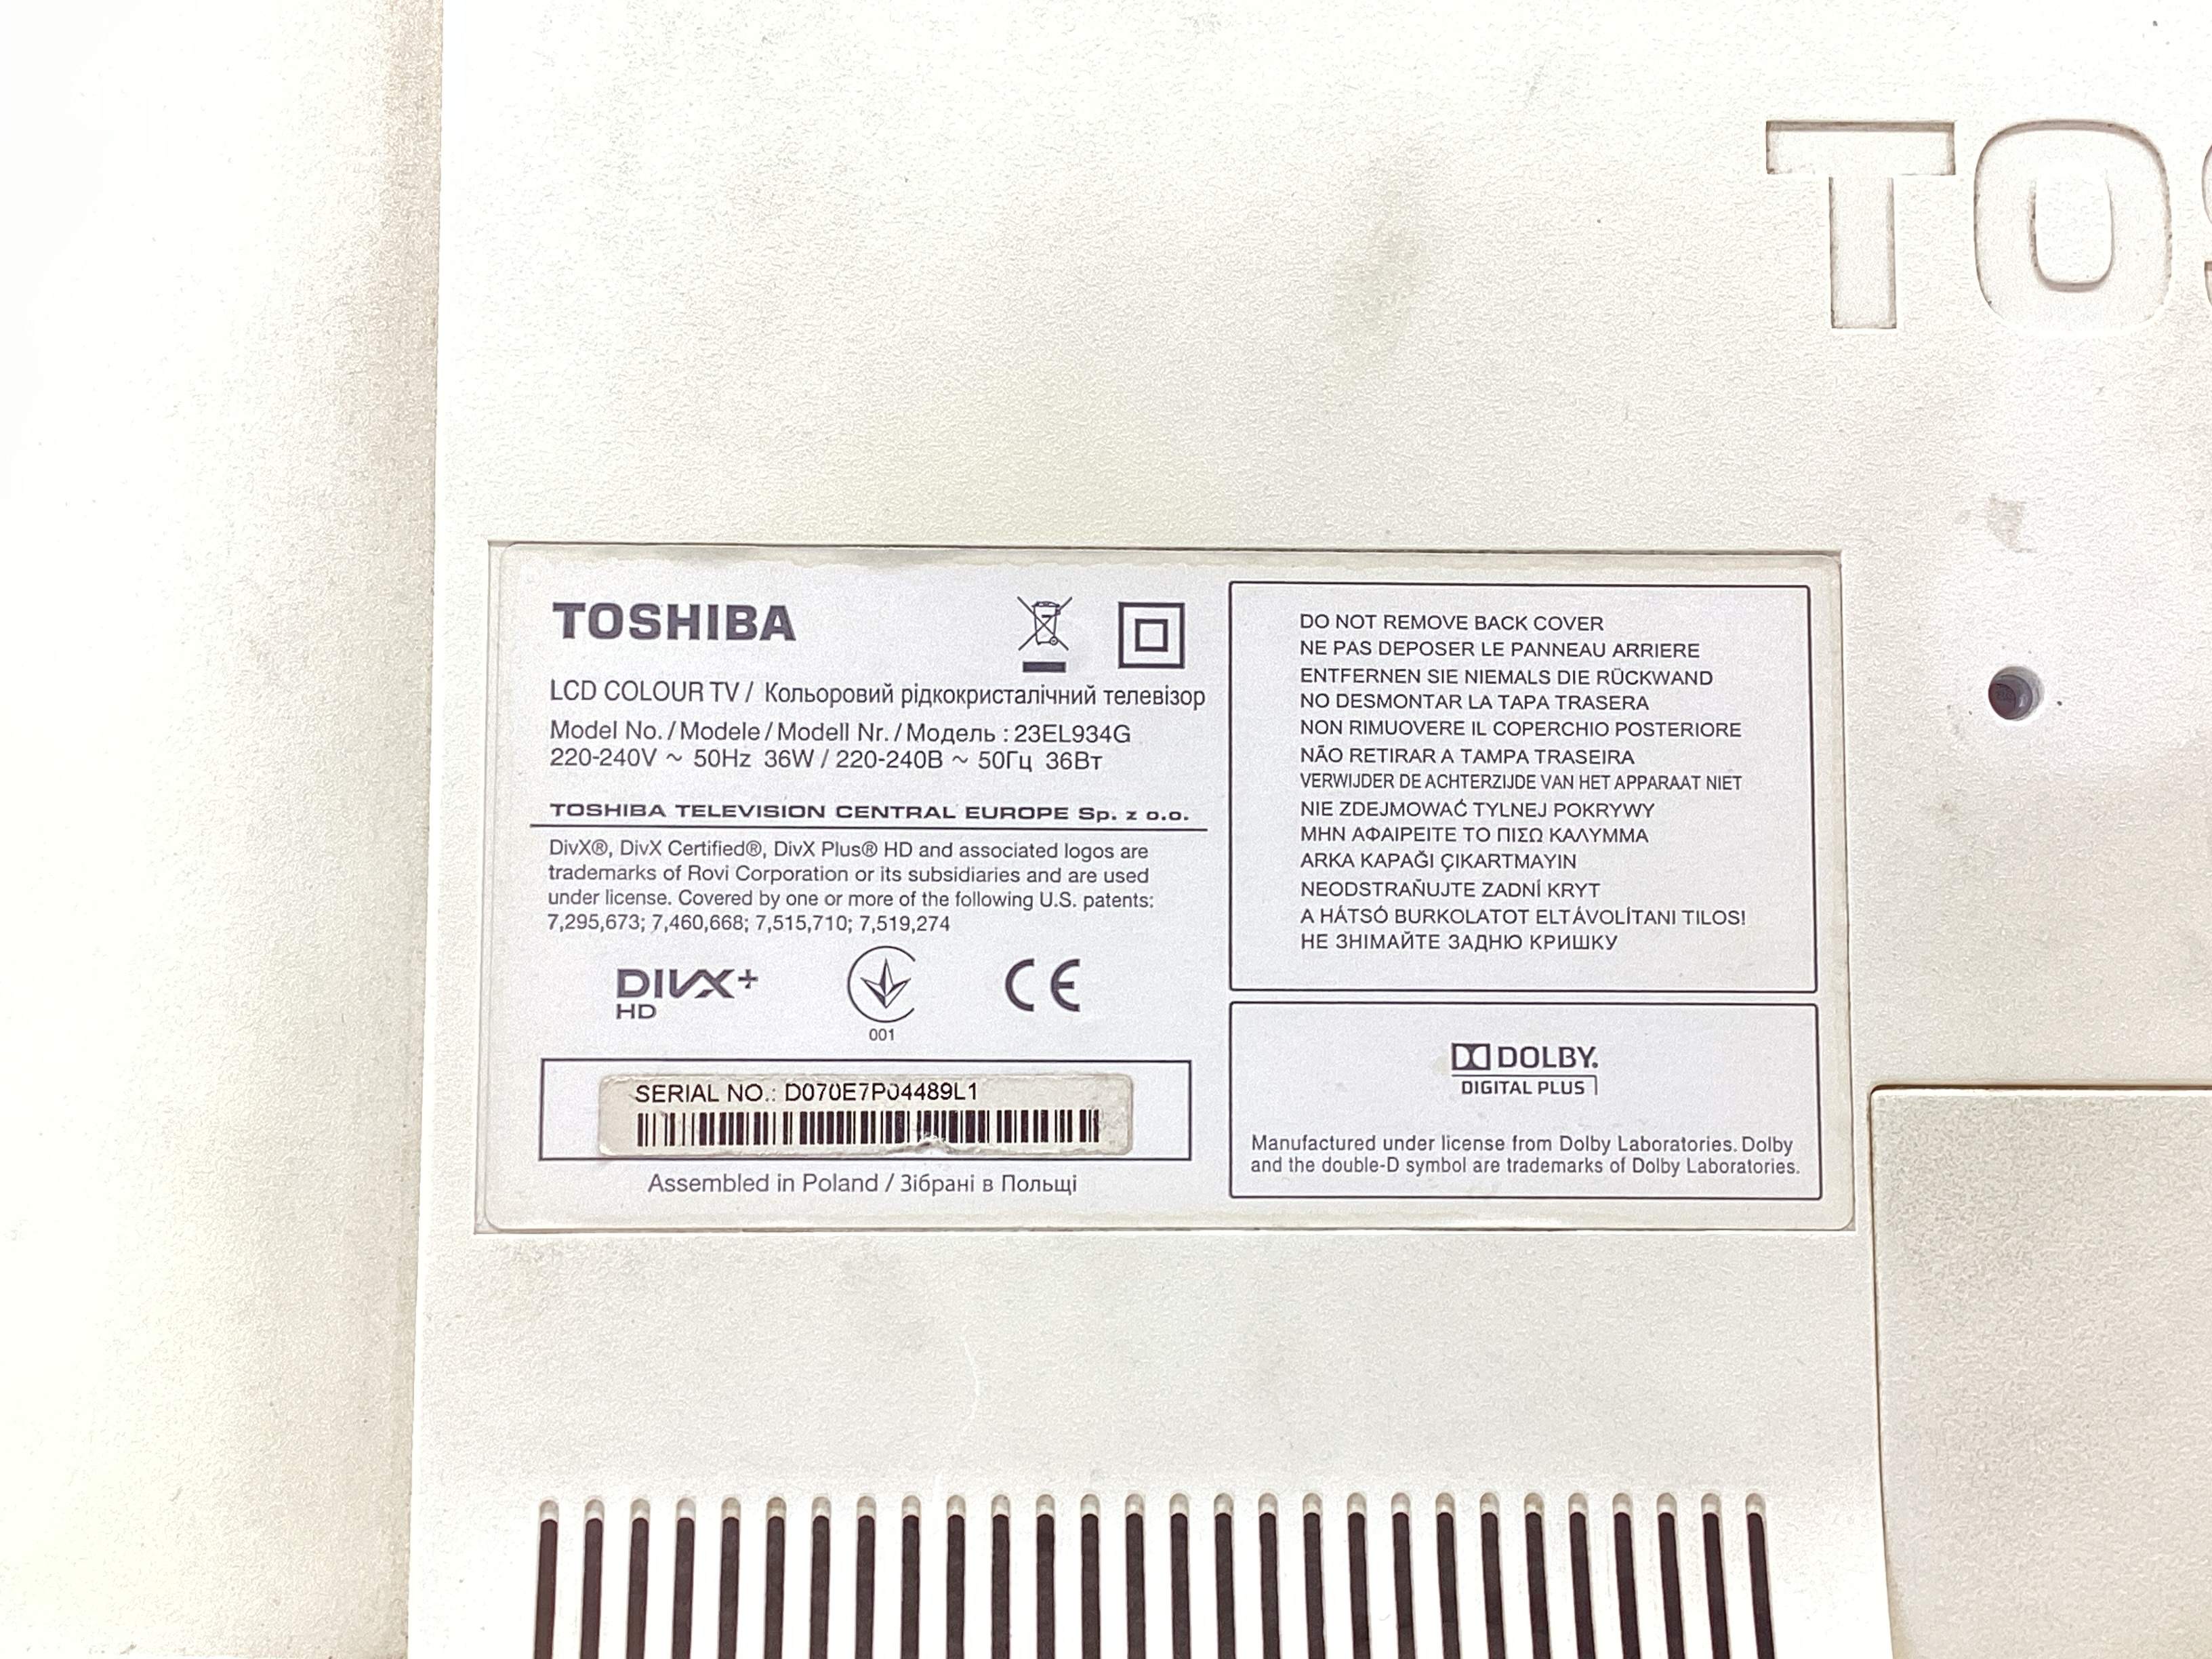 TOS
TOSHIBA
LCD COLOUR TV / Кольоровий рідкокристалічний телевізор
Model No. / Modele / Modell Nr. / Модель : 23EL934G
220-240V ~ 50Hz 36W / 220-240В ~ 50Гц 36Вт
TOSHIBA TELEVISION CENTRAL EUROPE Sp. z o.o.
DivX®, DivX Certified®, DivX Plus® HD and associated logos are
trademarks of Rovi Corporation or its subsidiaries and are used
under license. Covered by one or more of the following U.S. patents:
7,295,673; 7,460,668; 7,515,710; 7,519,274
DIVX+
HD
001
CE
SERIAL NO.: D070E7P04489L1
Assembled in Poland / Зібрані в Польщі
DO NOT REMOVE BACK COVER
NE PAS DEPOSER LE PANNEAU ARRIERE
ENTFERNEN SIE NIEMALS DIE RÜCKWAND
NO DESMONTAR LA TAPA TRASERA
NON RIMUOVERE IL COPERCHIO POSTERIORE
NÃO RETIRAR A TAMPA TRASEIRA
VERWIJDER DE ACHTERZIJDE VAN HET APPARAAT NIET
NIE ZDEJMOWAĆ TYLNEJ POKRYWY
ΜΗΝ ΑΦΑΙΡΕΙΤΕ ΤΟ ΠΙΣΩ ΚΑΛΥΜΜΑ
ARKA KAPAĞI ÇIKARTMAYIN
NEODSTRAŇUJTE ZADNÍ KRYT
A HÁTSÓ BURKOLATOT ELTÁVOLÍTANI TILOS!
НЕ ЗНІМАЙТЕ ЗАДНЮ КРИШКУ
DOLBY.
DIGITAL PLUS
Manufactured under license from Dolby Laboratories. Dolby
and the double-D symbol are trademarks of Dolby Laboratories.